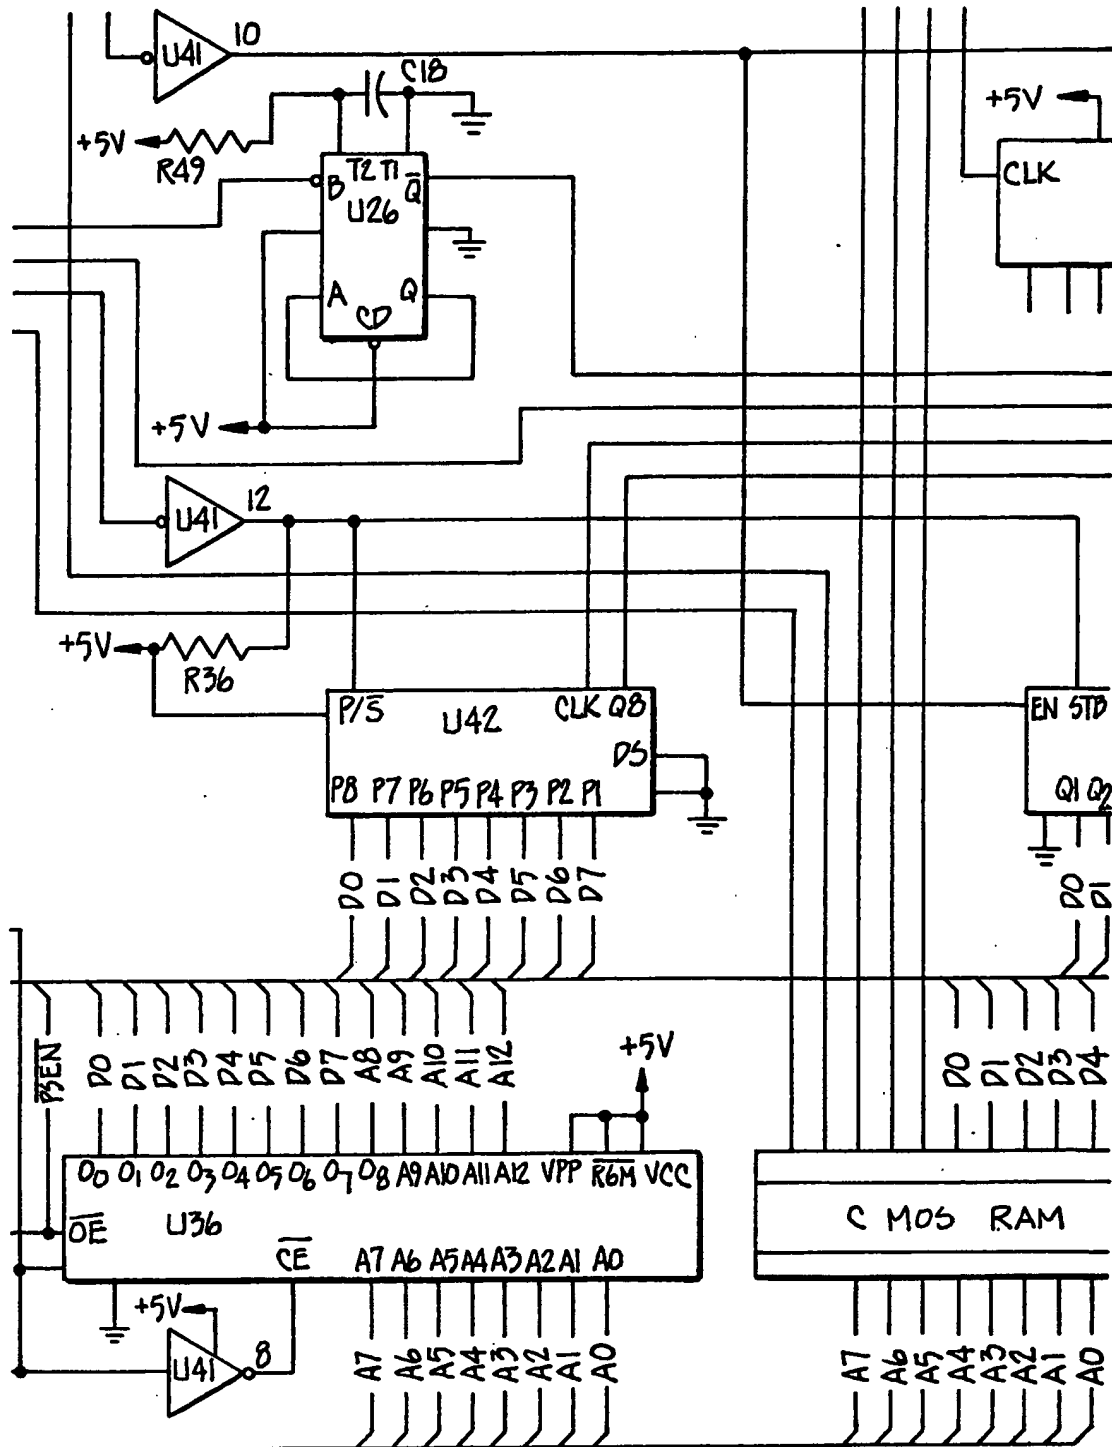 U41 10
C18
+5V
+5V
R49
CLK
T2 T1
B Q̅
U26
A Q
CD
+5V
U41 12
+5V
R36
P/S̅ U42 CLK Q8
EN STB
DS
P8 P7 P6 P5 P4 P3 P2 P1
Q1 Q2
D0 D1 D2 D3 D4 D5 D6 D7
D0 D1
+5V
P3EN D0 D1 D2 D3 D4 D5 D6 D7 A8 A9 A10 A11 A12
D0 D1 D2 D3 D4
O0 O1 O2 O3 O4 O5 O6 O7 O8 A9 A10 A11 A12 VPP R6M VCC
OE U36
C MOS RAM
CE A7 A6 A5 A4 A3 A2 A1 A0
+5V
U41 8
A7 A6 A5 A4 A3 A2 A1 A0
A7 A6 A5 A4 A3 A2 A1 A0